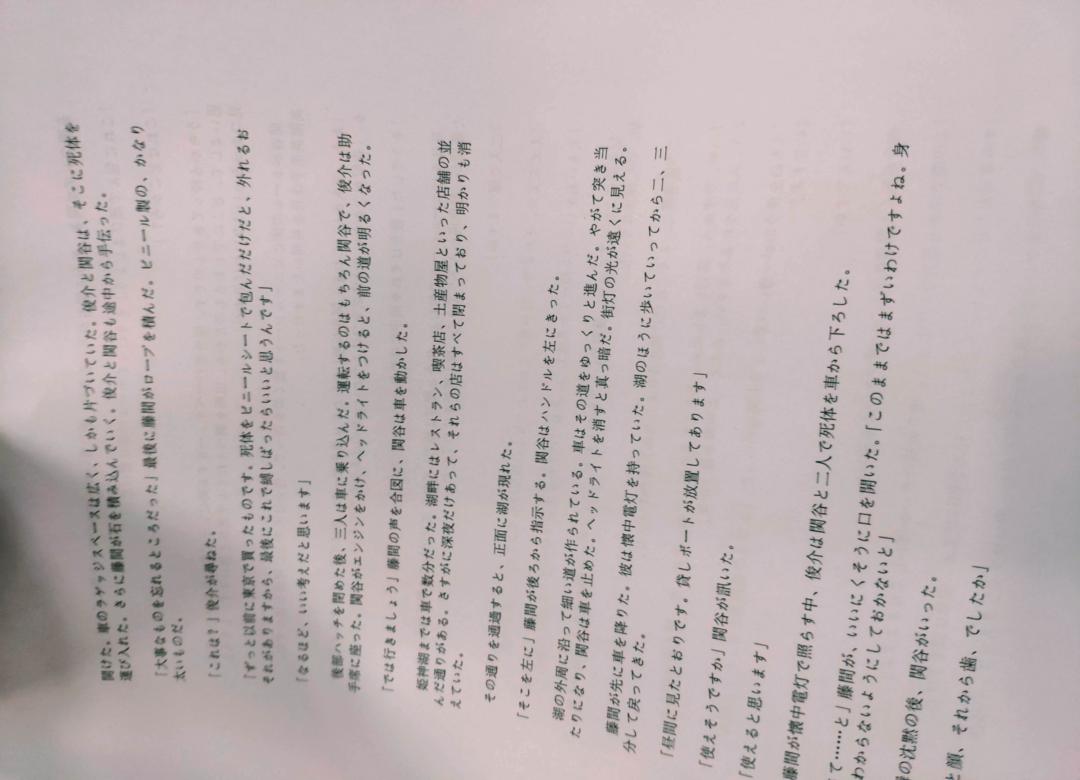 開けた。車のラゲッジスペースは広く、しかも片づいていた。俊介と関谷は、そこに死体を
運び入れた。さらに藤間が石を積み込んでいく。俊介と関谷も途中から手伝った。
「大事なものを忘れるところだった」最後に藤間がロープを積んだ。ビニール製の、かなり
太いものだ。
「これは？」俊介が尋ねた。
「ずっと以前に東京で買ったものです。死体をビニールシートで包んだだけだと、外れるお
それがありますから、最後にこれで縛しばったらいいと思うんです」
「なるほど、いい考えだと思います」
後部ハッチを閉めた後、三人は車に乗り込んだ。運転するのはもちろん関谷で、俊介は助
手席に座った。関谷がエンジンをかけ、ヘッドライトをつけると、前の道が明るくなった。
「では行きましょう」藤間の声を合図に、関谷は車を動かした。
姫神湖までは車で数分だった。湖畔にはレストラン、喫茶店、土産物屋といった店舗の並
んだ通りがある。さすがに深夜だけあって、それらの店はすべて閉まっており、明かりも消
えていた。
その通りを通過すると、正面に湖が現れた。
「そこを左に」藤間が後ろから指示する。関谷はハンドルを左にきった。
湖の外周に沿って細い道が作られている。車はその道をゆっくりと進んだ。やがて突き当
たりになり、関谷は車を止めた。ヘッドライトを消すと真っ暗だ。街灯の光が遠くに見える。
藤間が先に車を降りた。彼は懐中電灯を持っていた。湖のほうに歩いていってから二、三
分して戻ってきた。
「昼間に見たとおりです。貸しボートが放置してあります」
「使えそうですか」関谷が訊いた。
「使えると思います」
藤間が懐中電灯で照らす中、俊介は関谷と二人で死体を車から下ろした。
て……と」藤間が、いいにくそうに口を開いた。「このままではまずいわけですよね。身
わからないようにしておかないと」
の沈黙の後、関谷がいった。
顔、それから歯、でしたか」